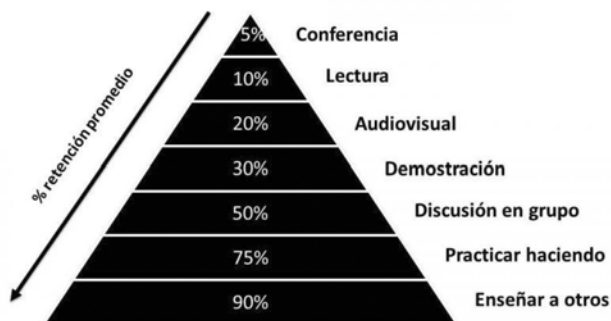 % retención promedio
5% Conferencia
10% Lectura
20% Audiovisual
30% Demostración
50% Discusión en grupo
75% Practicar haciendo
90% Enseñar a otros